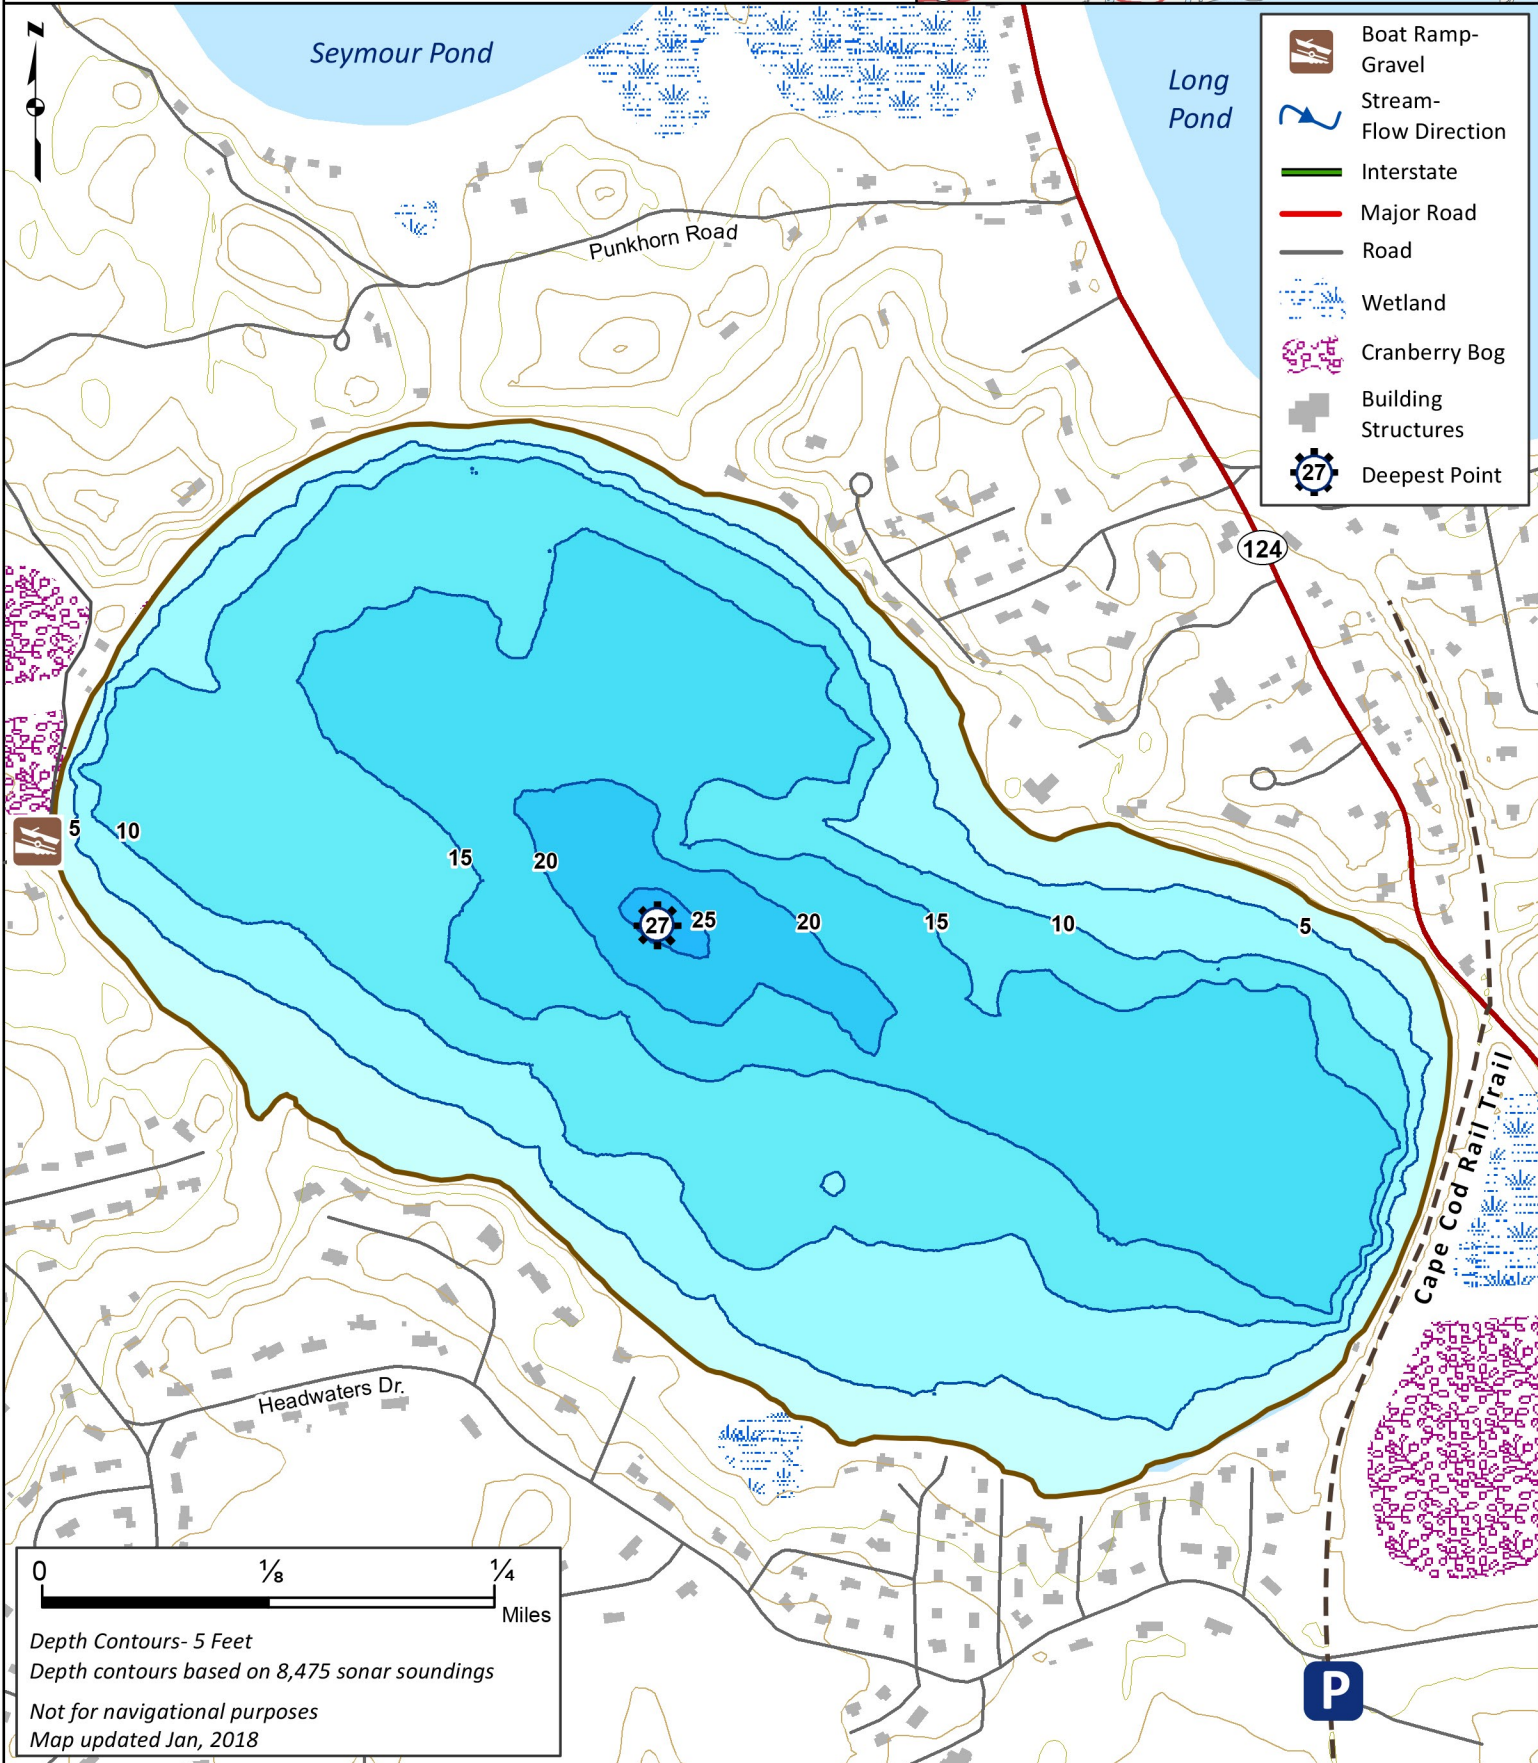 N
Seymour Pond
Long
Pond
Boat Ramp-
Gravel
Stream-
Flow Direction
Interstate
Major Road
Road
Wetland
Cranberry Bog
Building
Structures
27
Deepest Point
Punkhorn Road
124
5
10
15
20
27
25
20
15
10
5
Cape Cod Rail Trail
Headwaters Dr.
0
⅛
¼
Miles
Depth Contours- 5 Feet
Depth contours based on 8,475 sonar soundings
Not for navigational purposes
Map updated Jan, 2018
P